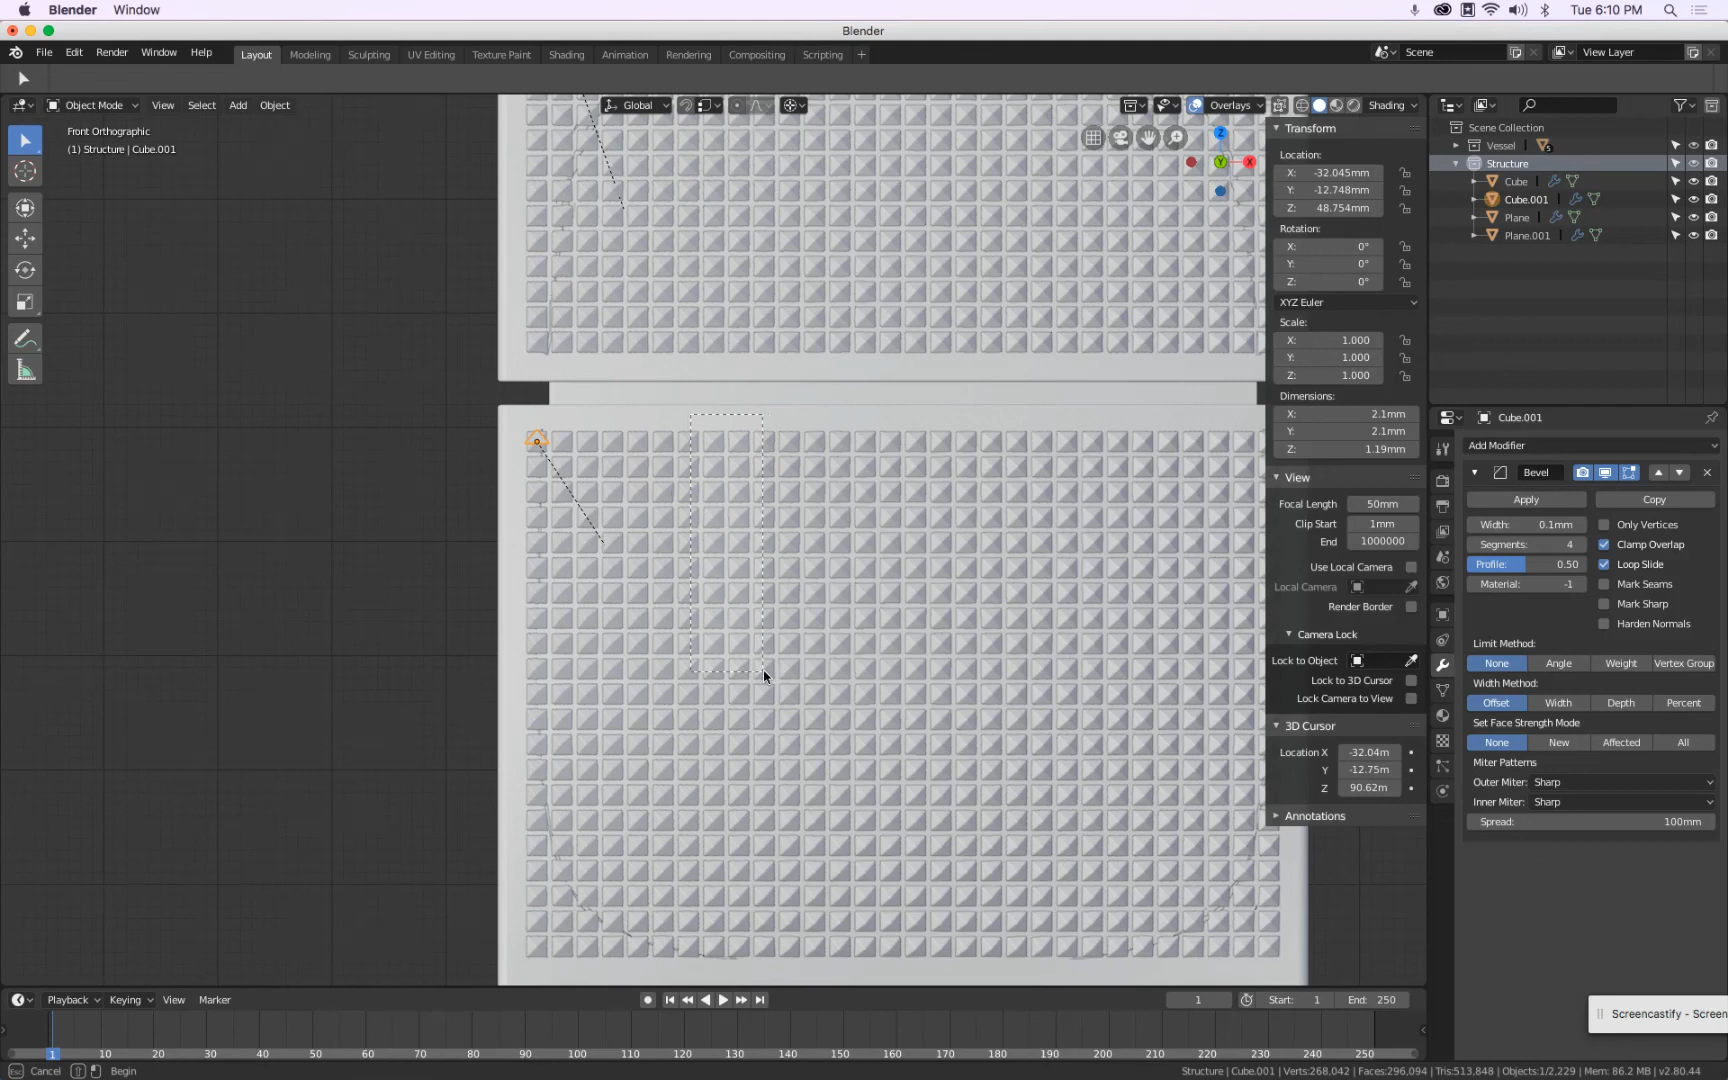 Blender Window Tue 6:10 PM
Blender
File Edit Render Window Help Layout Modeling Sculpting UV Editing Texture Paint Shading Animation Rendering Compositing Scripting + Scene View Layer
Object Mode View Select Add Object Global Overlays Shading
Front Orthographic
(1) Structure | Cube.001
Z
Y
X
Transform
Location:
X: -32.045mm
Y: -12.748mm
Z: 48.754mm
Rotation:
X: 0°
Y: 0°
Z: 0°
XYZ Euler
Scale:
X: 1.000
Y: 1.000
Z: 1.000
Dimensions:
X: 2.1mm
Y: 2.1mm
Z: 1.19mm
View
Focal Length 50mm
Clip Start 1mm
End 1000000
Use Local Camera
Local Camera
Render Border
Camera Lock
Lock to Object
Lock to 3D Cursor
Lock Camera to View
3D Cursor
Location X -32.04m
Y -12.75m
Z 90.62m
Annotations
Scene Collection
Vessel 5
Structure
Cube
Cube.001
Plane
Plane.001
Cube.001
Add Modifier
Bevel
Apply Copy
Width: 0.1mm Only Vertices
Segments: 4 Clamp Overlap
Profile: 0.50 Loop Slide
Material: -1 Mark Seams
Mark Sharp
Harden Normals
Limit Method:
None Angle Weight Vertex Group
Width Method:
Offset Width Depth Percent
Set Face Strength Mode
None New Affected All
Miter Patterns
Outer Miter: Sharp
Inner Miter: Sharp
Spread: 100mm
Playback Keying View Marker 1 Start: 1 End: 250
Screencastify - Screen
1 10 20 30 40 50 60 70 80 90 100 110 120 130 140 150 160 170 180 190 200 210 220 230 240 250
Esc Cancel Begin Structure | Cube.001 | Verts:268,042 | Faces:296,094 | Tris:513,848 | Objects:1/2,229 | Mem: 86.2 MB | v2.80.44